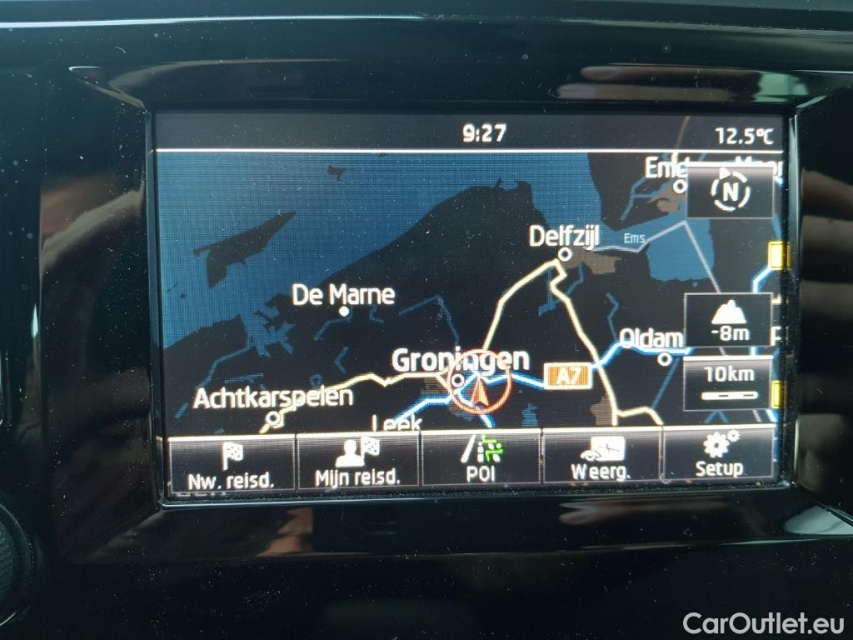 9:27
12.5°C
N
Delfzijl
Ems
De Marne
-8m
Oldam
Groningen
A7
10km
Achtkarspelen
Leek
Nw. reisd.
Mijn reisd.
POI
Weerg.
Setup
CarOutlet.eu